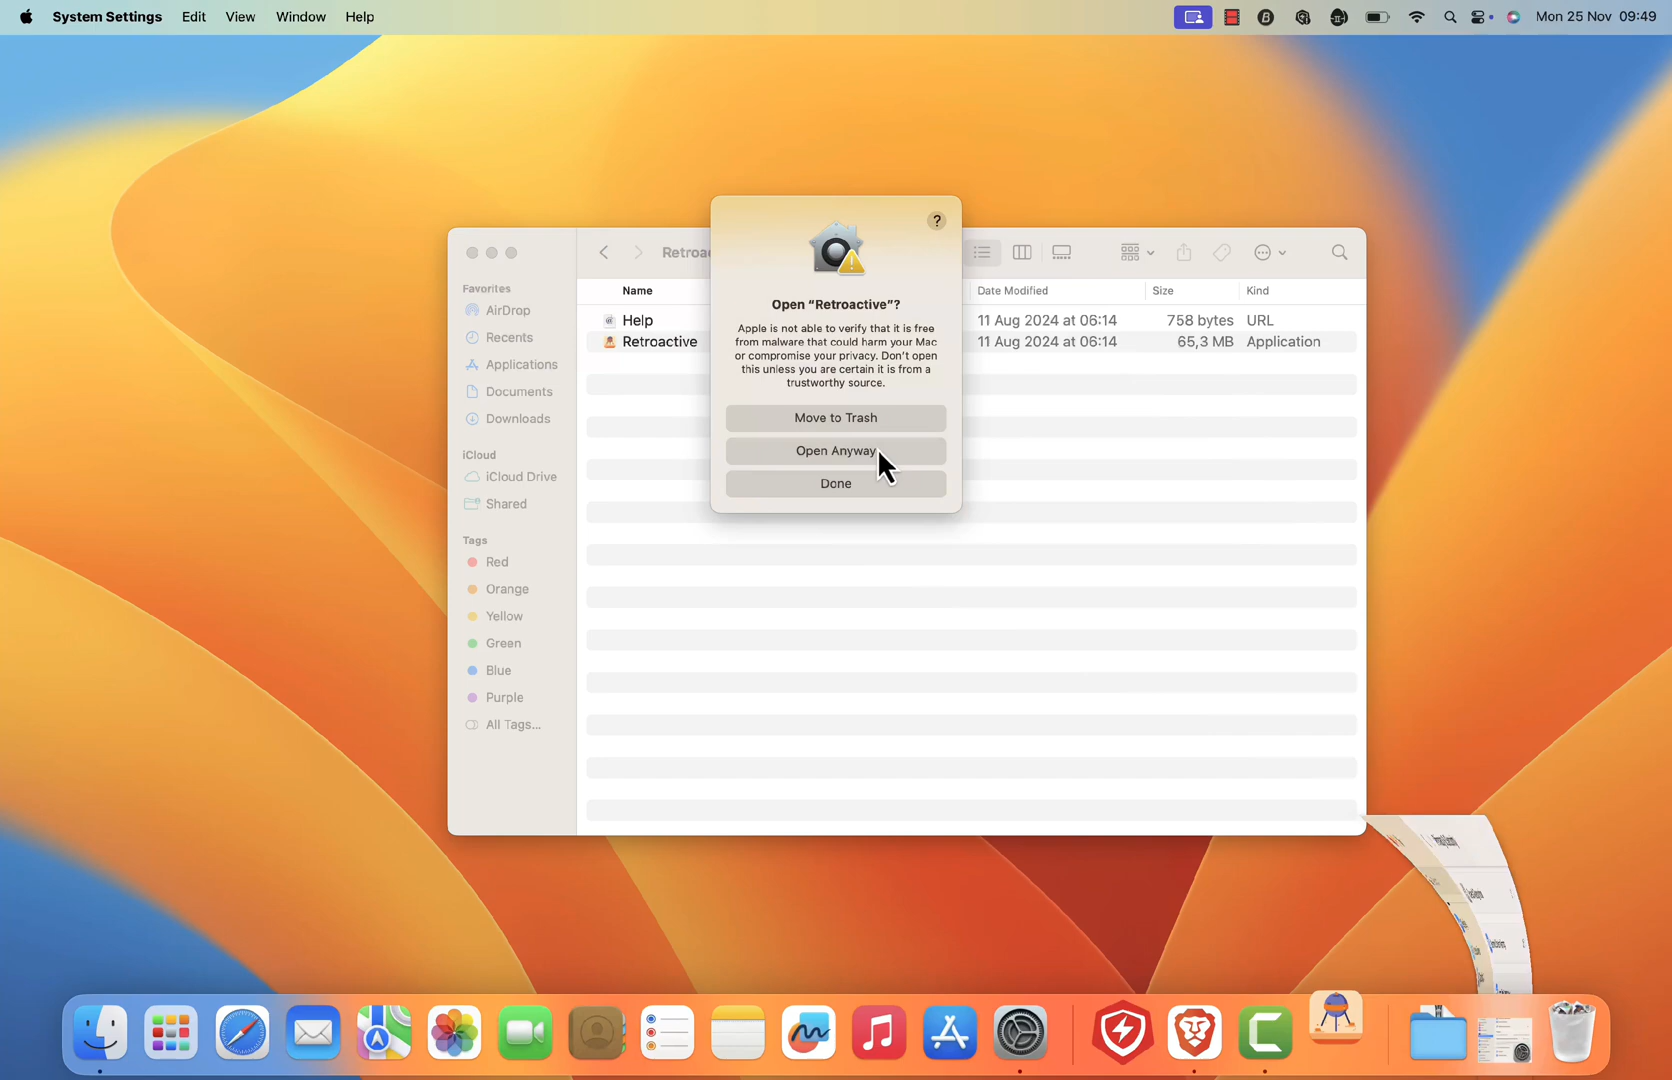 System Settings Edit View Window Help
Mon 25 Nov 09:49
Retroac
?
Open “Retroactive”?
Apple is not able to verify that it is free
from malware that could harm your Mac
or compromise your privacy. Don’t open
this unless you are certain it is from a
trustworthy source.
Move to Trash
Open Anyway
Done
Favorites
AirDrop
Recents
Applications
Documents
Downloads
iCloud
iCloud Drive
Shared
Tags
Red
Orange
Yellow
Green
Blue
Purple
All Tags...
Name Date Modified Size Kind
Help 11 Aug 2024 at 06:14 758 bytes URL
Retroactive 11 Aug 2024 at 06:14 65,3 MB Application